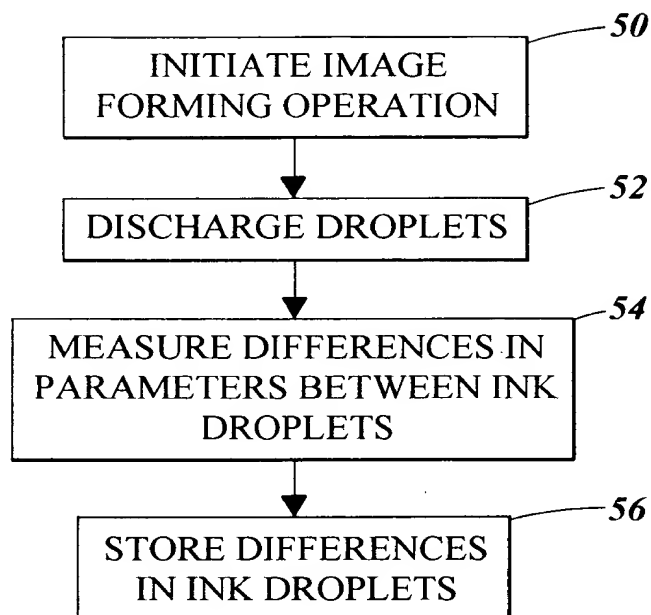 50
INITIATE IMAGE
FORMING OPERATION
52
DISCHARGE DROPLETS
54
MEASURE DIFFERENCES IN
PARAMETERS BETWEEN INK
DROPLETS
56
STORE DIFFERENCES
IN INK DROPLETS